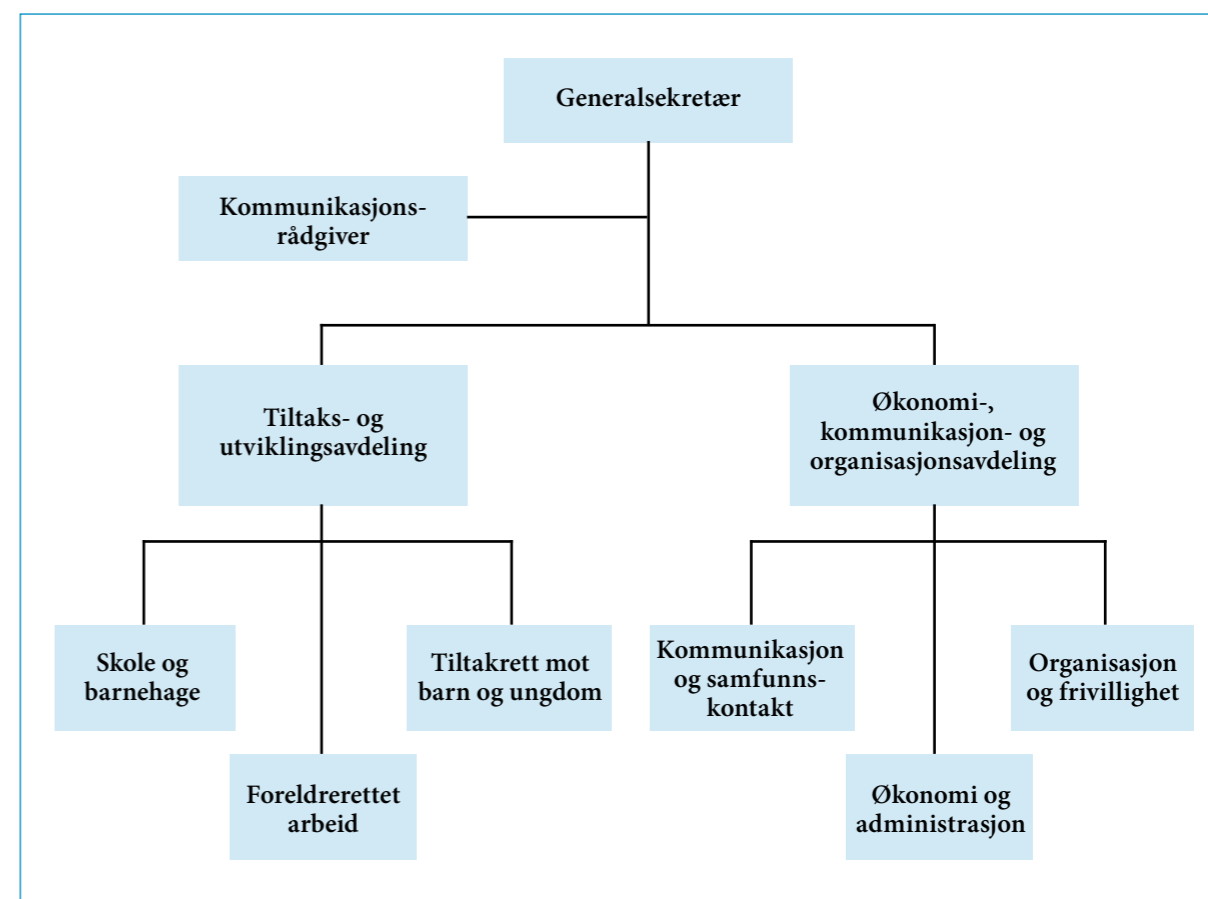 Generalsekretær
Kommunikasjons-
rådgiver
Tiltaks- og
utviklingsavdeling
Økonomi-,
kommunikasjon- og
organisasjonsavdeling
Skole og
barnehage
Foreldrerettet
arbeid
Tiltakrett mot
barn og ungdom
Kommunikasjon
og samfunns-
kontakt
Økonomi og
administrasjon
Organisasjon
og frivillighet